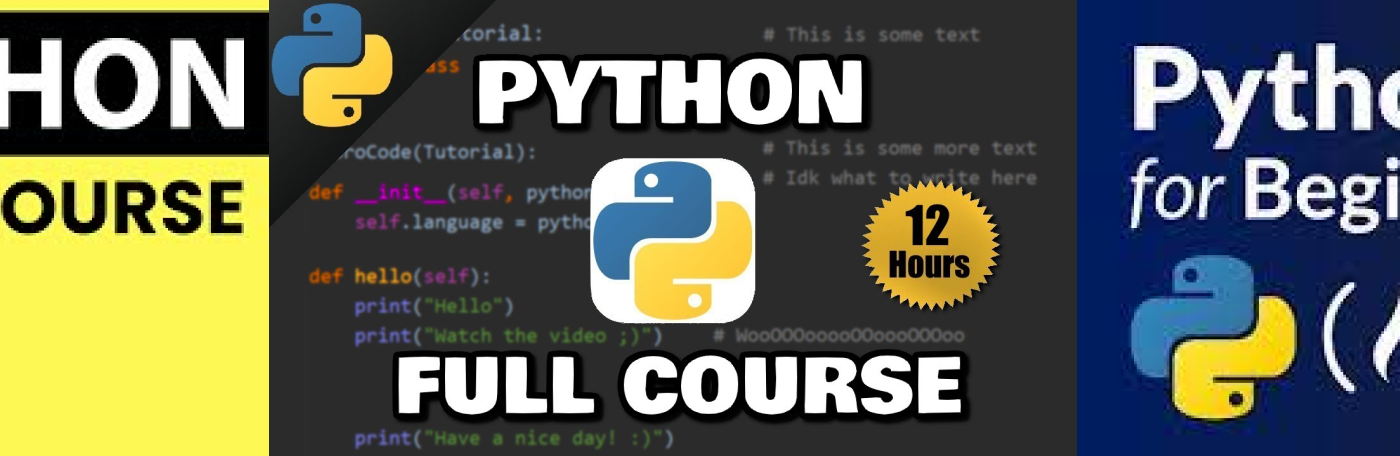 HON
OURSE
torial:
ass
# This is some text
PYTHON
roCode(Tutorial):
# This is some more text
# Idk what to write here
def __init__(self, python
self.language = pytho
12
Hours
def hello(self):
print("Hello")
print("Watch the video ;)")
FULL COURSE
print("Have a nice day! :)")
Pytho
for Begi
(